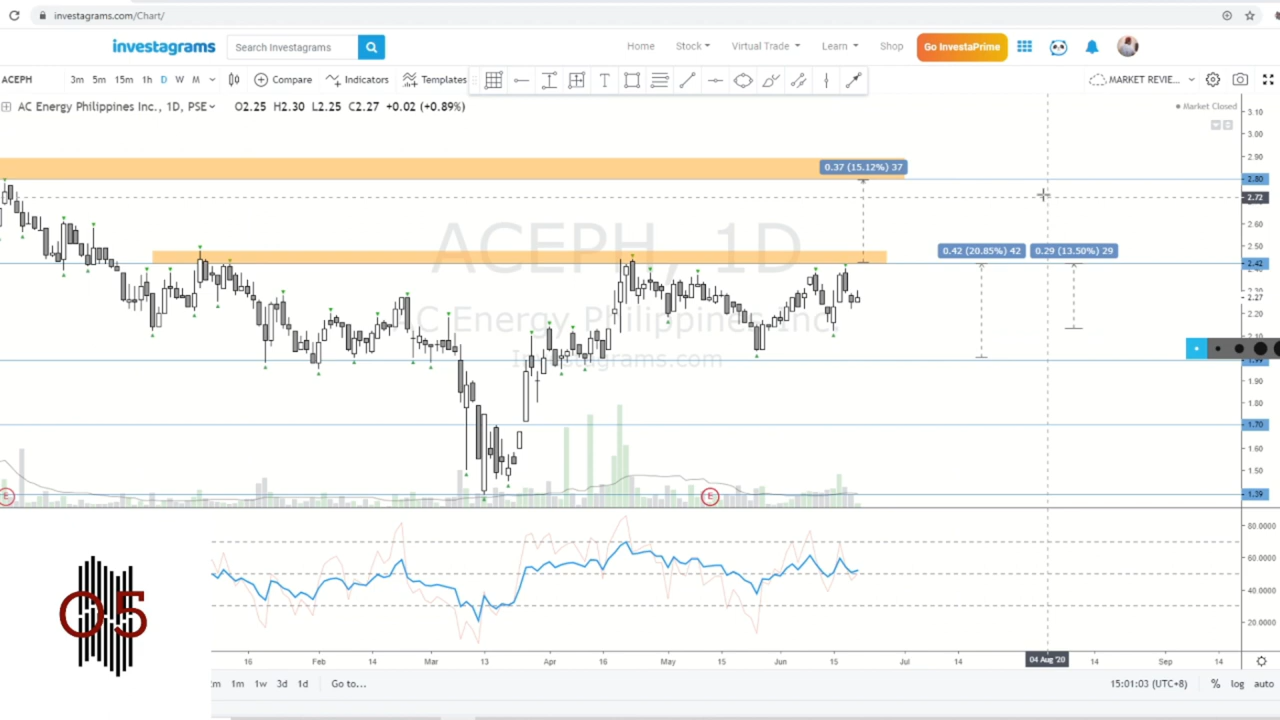 investagrams.com/Chart/
investagrams Search Investagrams Home Stock Virtual Trade Learn Shop Go InvestaPrime
ACEPH 3m 5m 15m 1h D W M Compare Indicators Templates MARKET REVIE...
AC Energy Philippines Inc., 1D, PSE O2.25 H2.30 L2.25 C2.27 +0.02 (+0.89%) Market Closed
3.10
3.00
2.90
0.37 (15.12%) 37
2.80
2.72
2.60
ACEPH, 1D
0.42 (20.85%) 42 0.29 (13.50%) 29
2.50
2.42
2.27
2.20
AC Energy Philippines Inc.
Investagrams.com
1.90
1.80
1.70
1.60
1.50
1.39
E E
80.0000
60.0000
40.0000
20.0000
05
16 Feb 14 Mar 13 Apr 16 May 15 Jun 15 Jul 14 04 Aug '20 14 Sep 14
1m 1w 3d 1d Go to... 15:01:03 (UTC+8) % log auto